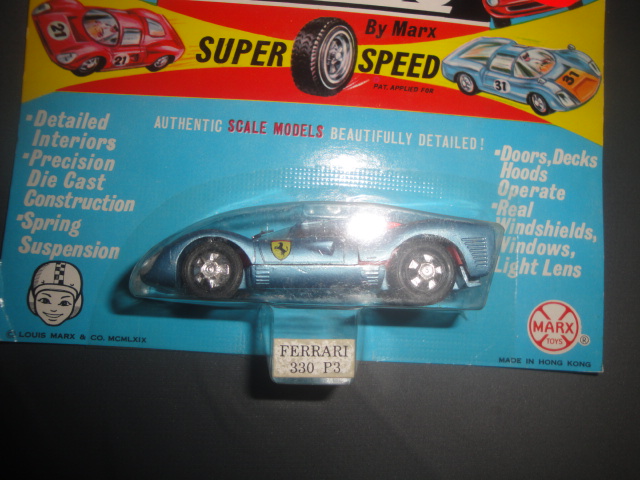 By Marx
SUPER SPEED
PAT. APPLIED FOR
21
21
31
31
AUTHENTIC SCALE MODELS BEAUTIFULLY DETAILED!
•Detailed
Interiors
•Precision
Die Cast
Construction
•Spring
Suspension
•Doors, Decks
Hoods
Operate
•Real
Windshields,
Windows,
Light Lens
© LOUIS MARX & CO. MCMLXIX
FERRARI
330 P3
MARX
TOYS
®
MADE IN HONG KONG